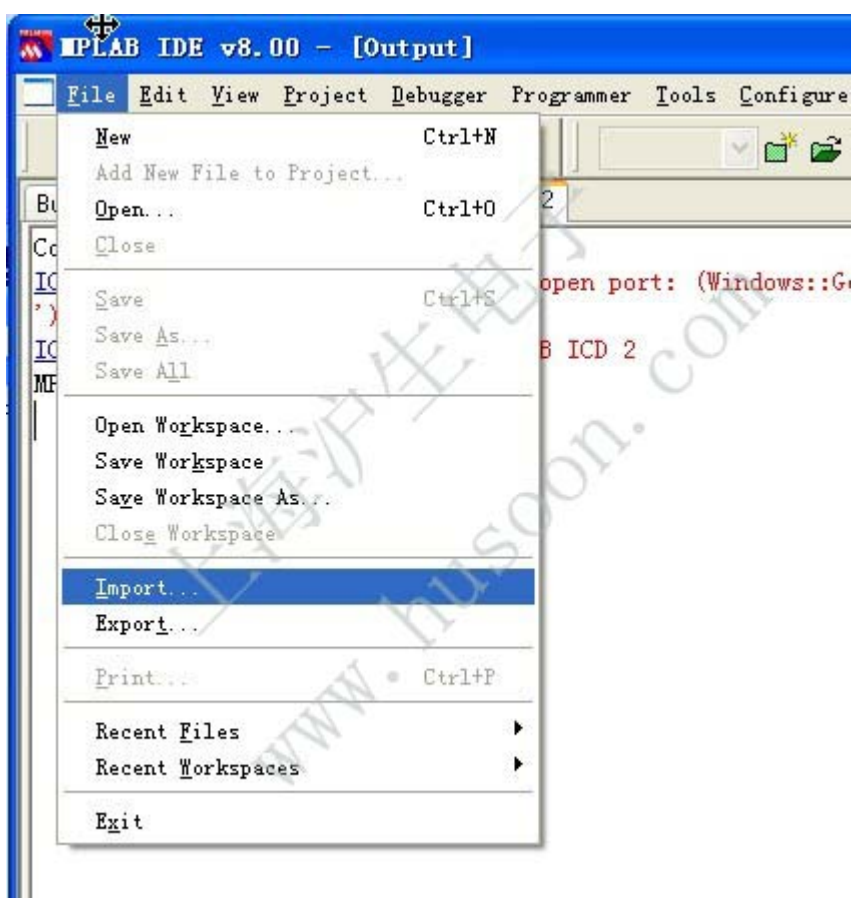 MPLAB IDE v8.00 - [Output]
File Edit View Project Debugger Programmer Tools Configure
New Ctrl+N
Add New File to Project...
Open... Ctrl+O
Close
Save Ctrl+S
Save As...
Save All
Open Workspace...
Save Workspace
Save Workspace As...
Close Workspace
Import...
Export...
Print... Ctrl+P
Recent Files
Recent Workspaces
Exit
2
open port: (Windows::G
ICD 2
上海沪生电子
www.husoon.com